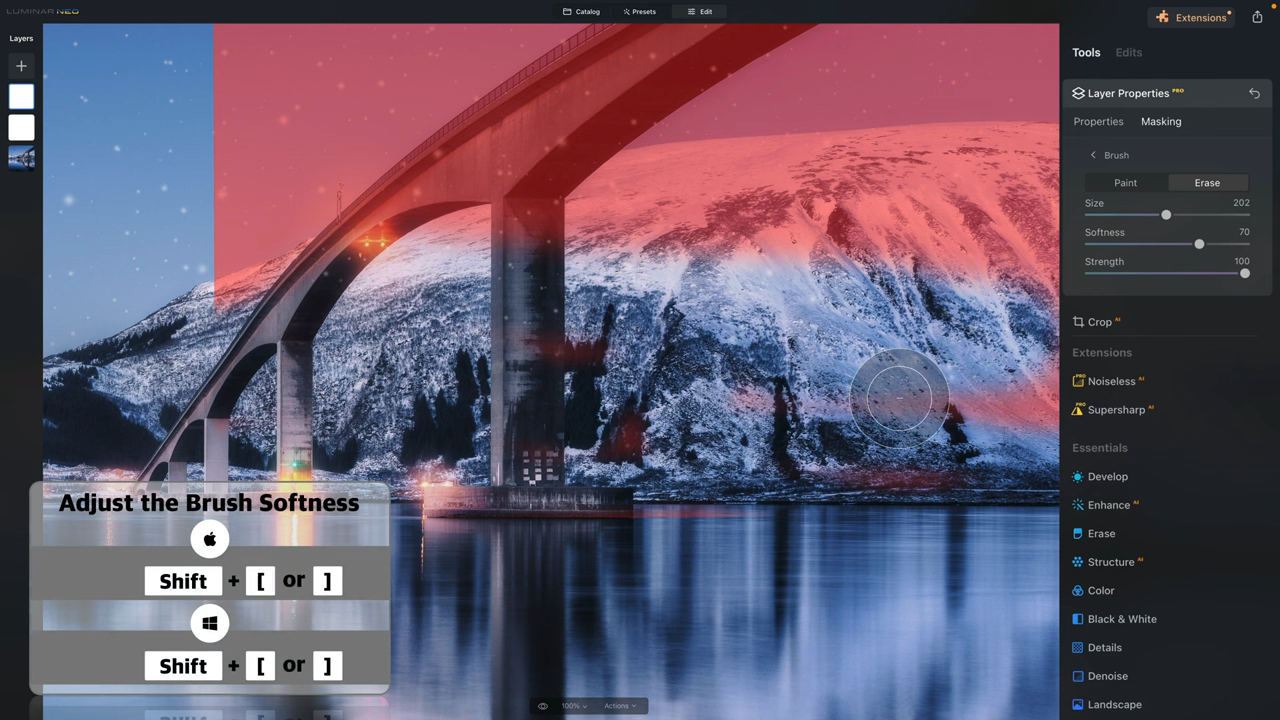 LUMINAR NEO
Catalog
Presets
Edit
Extensions
Layers
Tools
Edits
Layer Properties PRO
Properties
Masking
Brush
Paint
Erase
Size
202
Softness
70
Strength
100
Crop AI
Extensions
PRO
Noiseless AI
PRO
Supersharp AI
Essentials
Develop
Enhance AI
Erase
Structure AI
Color
Black & White
Details
Denoise
Landscape
Adjust the Brush Softness
Shift + [ or ]
Shift + [ or ]
100%
Actions